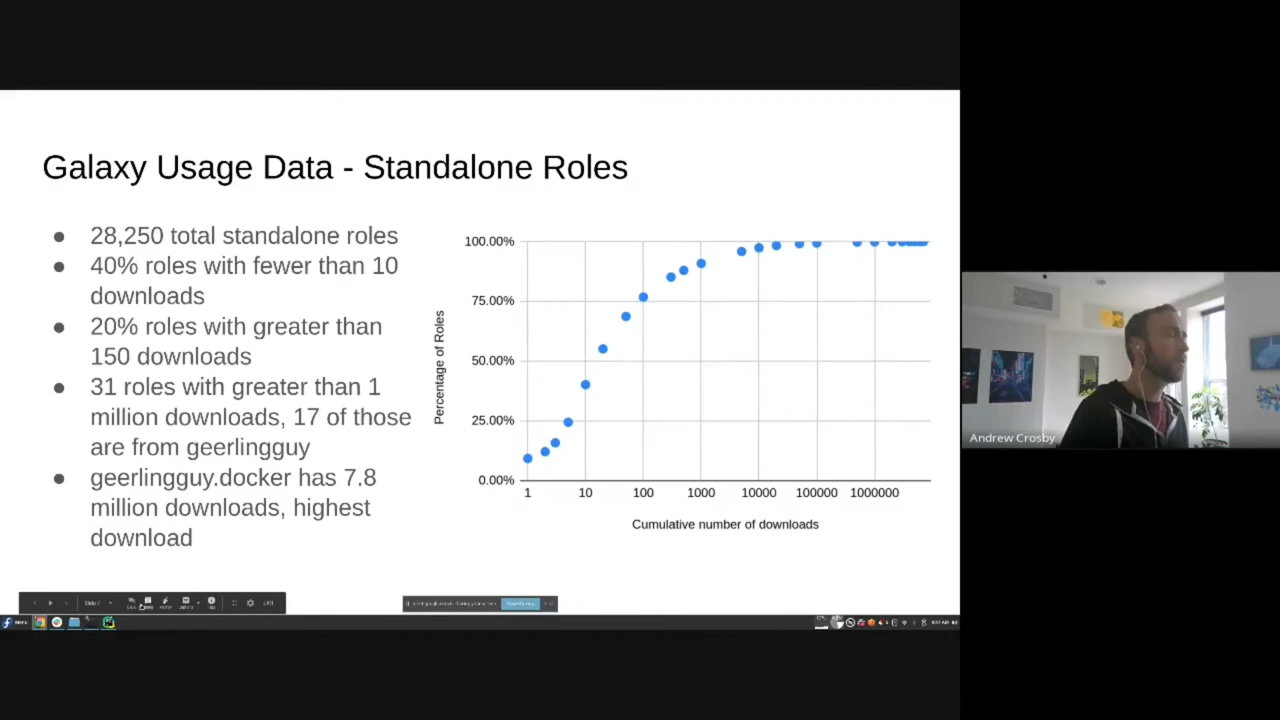 Galaxy Usage Data - Standalone Roles
● 28,250 total standalone roles
● 40% roles with fewer than 10
downloads
● 20% roles with greater than
150 downloads
● 31 roles with greater than 1
million downloads, 17 of those
are from geerlingguy
● geerlingguy.docker has 7.8
million downloads, highest
download
100.00%
75.00%
50.00%
25.00%
0.00%
Percentage of Roles
1 10 100 1000 10000 100000 1000000
Cumulative number of downloads
Andrew Crosby